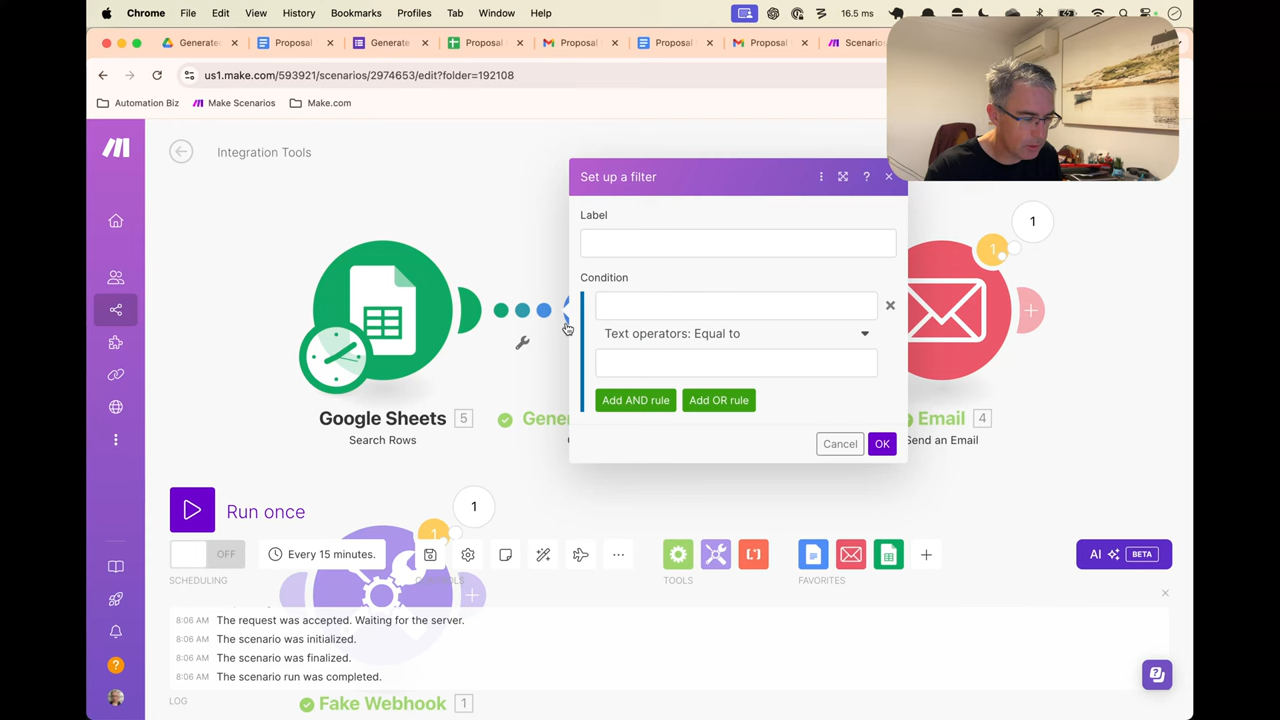 Chrome File Edit View History Bookmarks Profiles Tab Window Help 16.5 ms
Generate Proposal Generate Proposal Proposal Proposal Proposal Scenario
us1.make.com/593921/scenarios/2974653/edit?folder=192108
Automation Biz Make Scenarios Make.com
Integration Tools
Set up a filter
Label
Condition
Text operators: Equal to
Add AND rule Add OR rule
Cancel OK
1
1
Google Sheets 5
Search Rows
Gener
Email 4
Send an Email
Run once
1
1
OFF
Every 15 minutes.
AI BETA
SCHEDULING
CONTROLS
TOOLS
FAVORITES
8:06 AM The request was accepted. Waiting for the server.
8:06 AM The scenario was initialized.
8:06 AM The scenario was finalized.
8:06 AM The scenario run was completed.
LOG
Fake Webhook 1